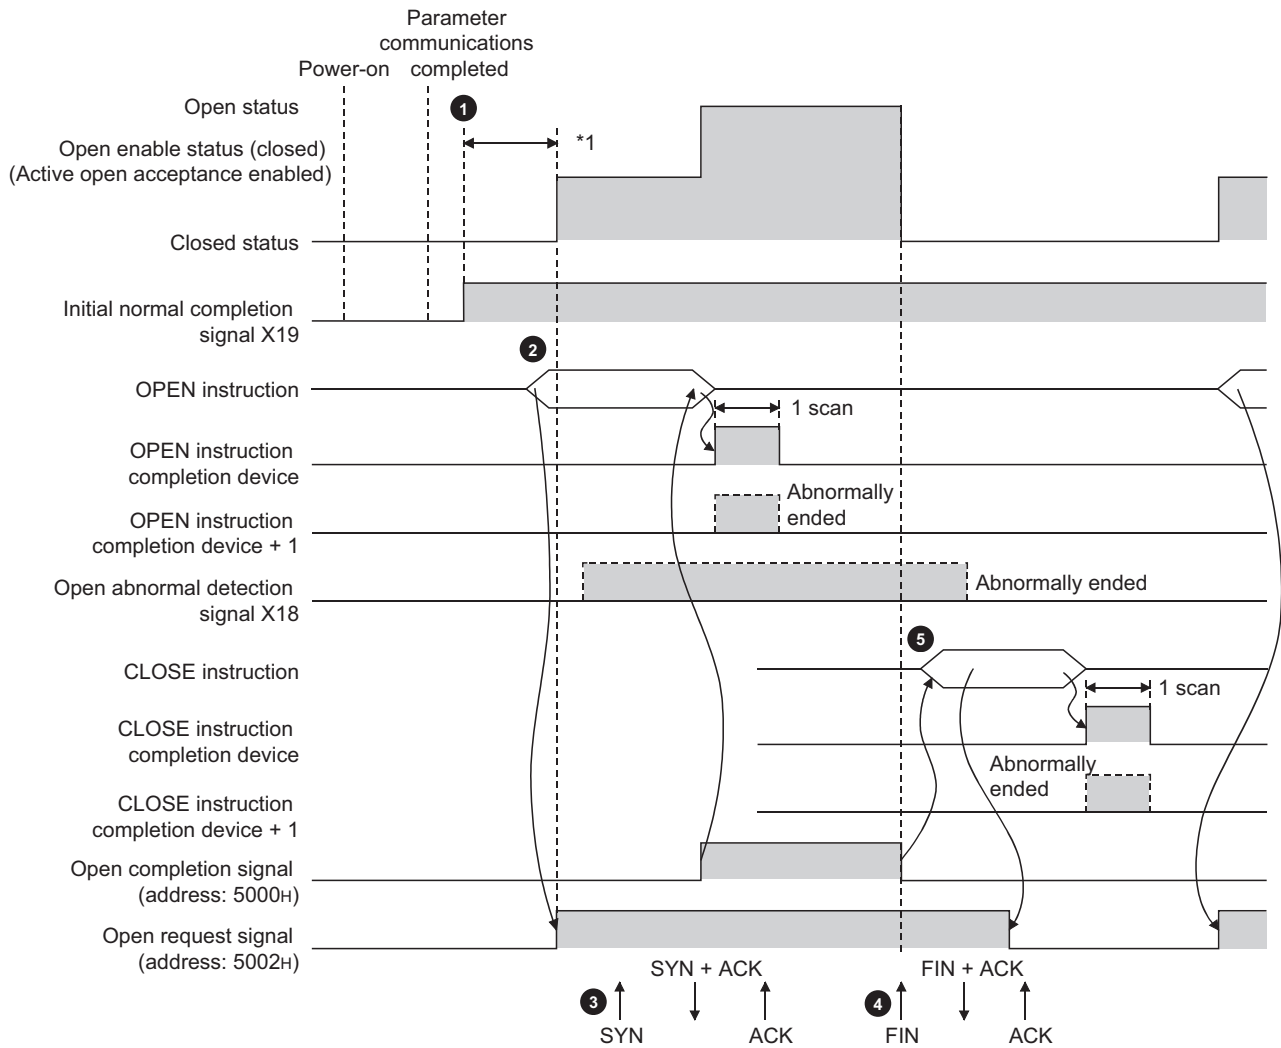 Parameter
communications
completed
Power-on
1
Open status
*1
Open enable status (closed)
(Active open acceptance enabled)
Closed status
Initial normal completion
signal X19
2
OPEN instruction
1 scan
OPEN instruction
completion device
Abnormally
ended
OPEN instruction
completion device + 1
Open abnormal detection
signal X18
Abnormally ended
5
CLOSE instruction
1 scan
CLOSE instruction
completion device
Abnormally
ended
CLOSE instruction
completion device + 1
Open completion signal
(address: 5000H)
Open request signal
(address: 5002H)
SYN + ACK
FIN + ACK
3
4
SYN
ACK
FIN
ACK